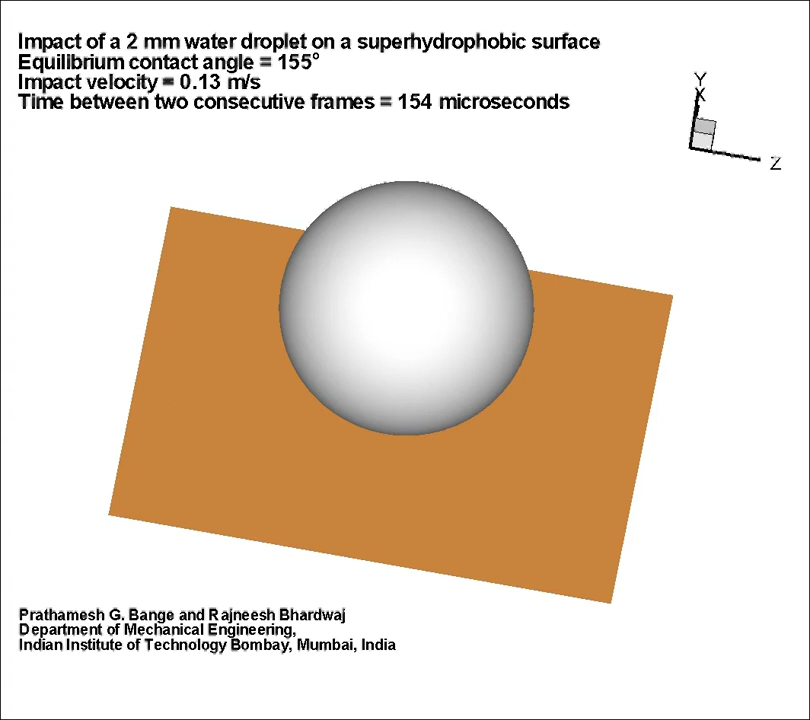 Impact of a 2 mm water droplet on a superhydrophobic surface
Equilibrium contact angle = 155°
Impact velocity = 0.13 m/s
Time between two consecutive frames = 154 microseconds
Y
X
Z
Prathamesh G. Bange and Rajneesh Bhardwaj
Department of Mechanical Engineering,
Indian Institute of Technology Bombay, Mumbai, India